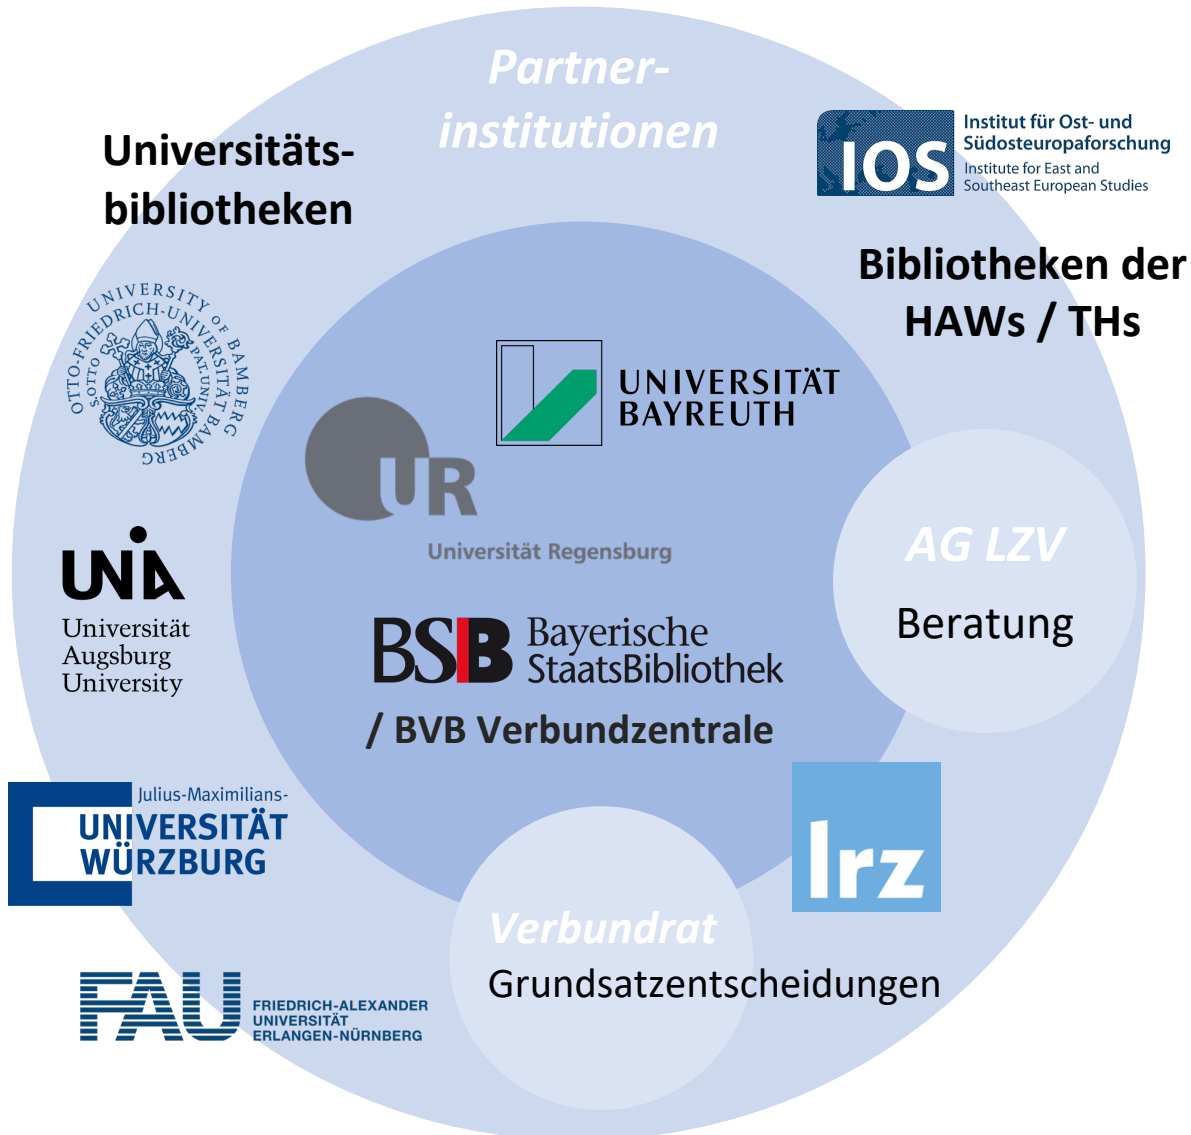 Partner-
institutionen
Universitäts-
bibliotheken
IOS
Institut für Ost- und
Südosteuropaforschung
Institute for East and
Southeast European Studies
Bibliotheken der
HAWs / THs
UNIVERSITY OF BAMBERG
OTTO-FRIEDRICH-UNIVERSITÄT BAMBERG
S. OTTO PAT. UNIV.
UNIVERSITÄT
BAYREUTH
UR
Universität Regensburg
UNIA
Universität
Augsburg
University
AG LZV
Beratung
BSB Bayerische
StaatsBibliothek
/ BVB Verbundzentrale
Julius-Maximilians-
UNIVERSITÄT
WÜRZBURG
lrz
Verbundrat
Grundsatzentscheidungen
FAU
FRIEDRICH-ALEXANDER
UNIVERSITÄT
ERLANGEN-NÜRNBERG